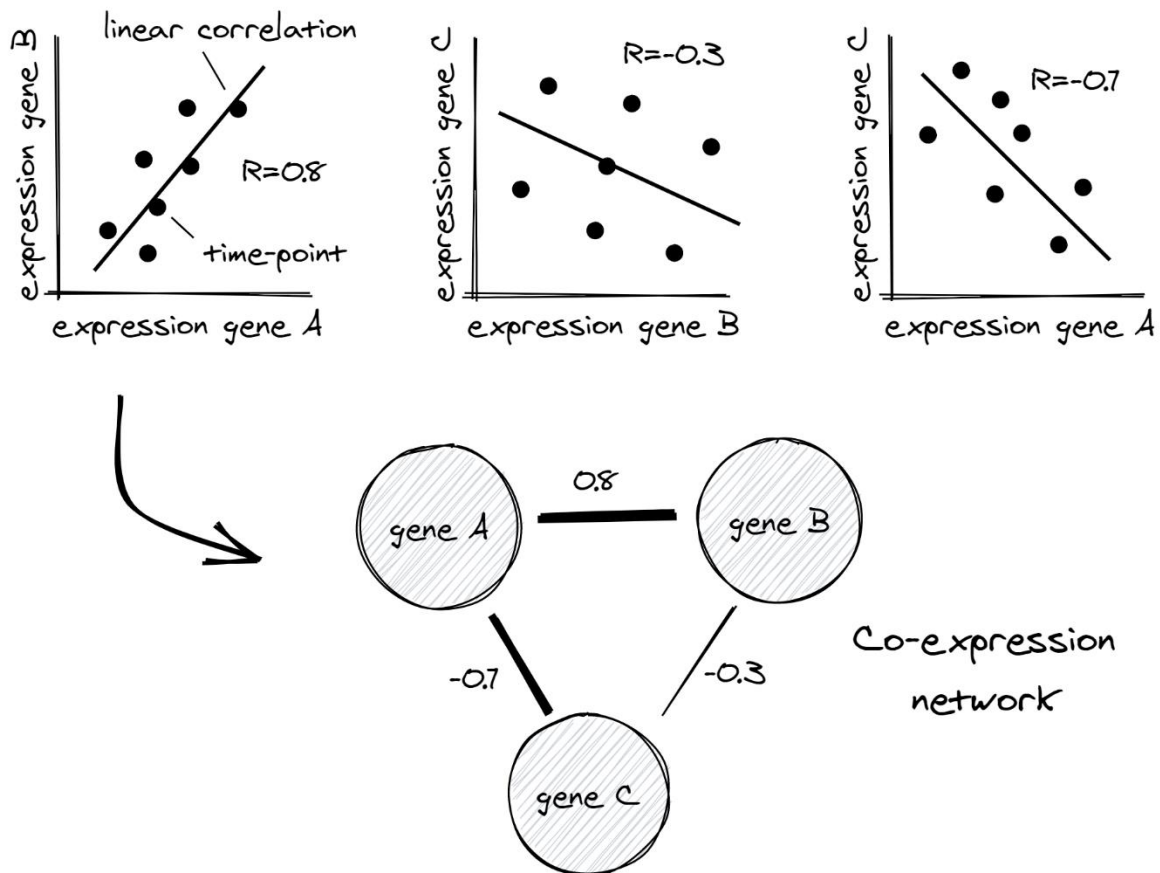 expression gene B
linear correlation
R=0.8
time-point
expression gene A
expression gene C
R=-0.3
expression gene B
expression gene C
R=-0.7
expression gene A
gene A
0.8
gene B
-0.7
-0.3
Co-expression
network
gene C